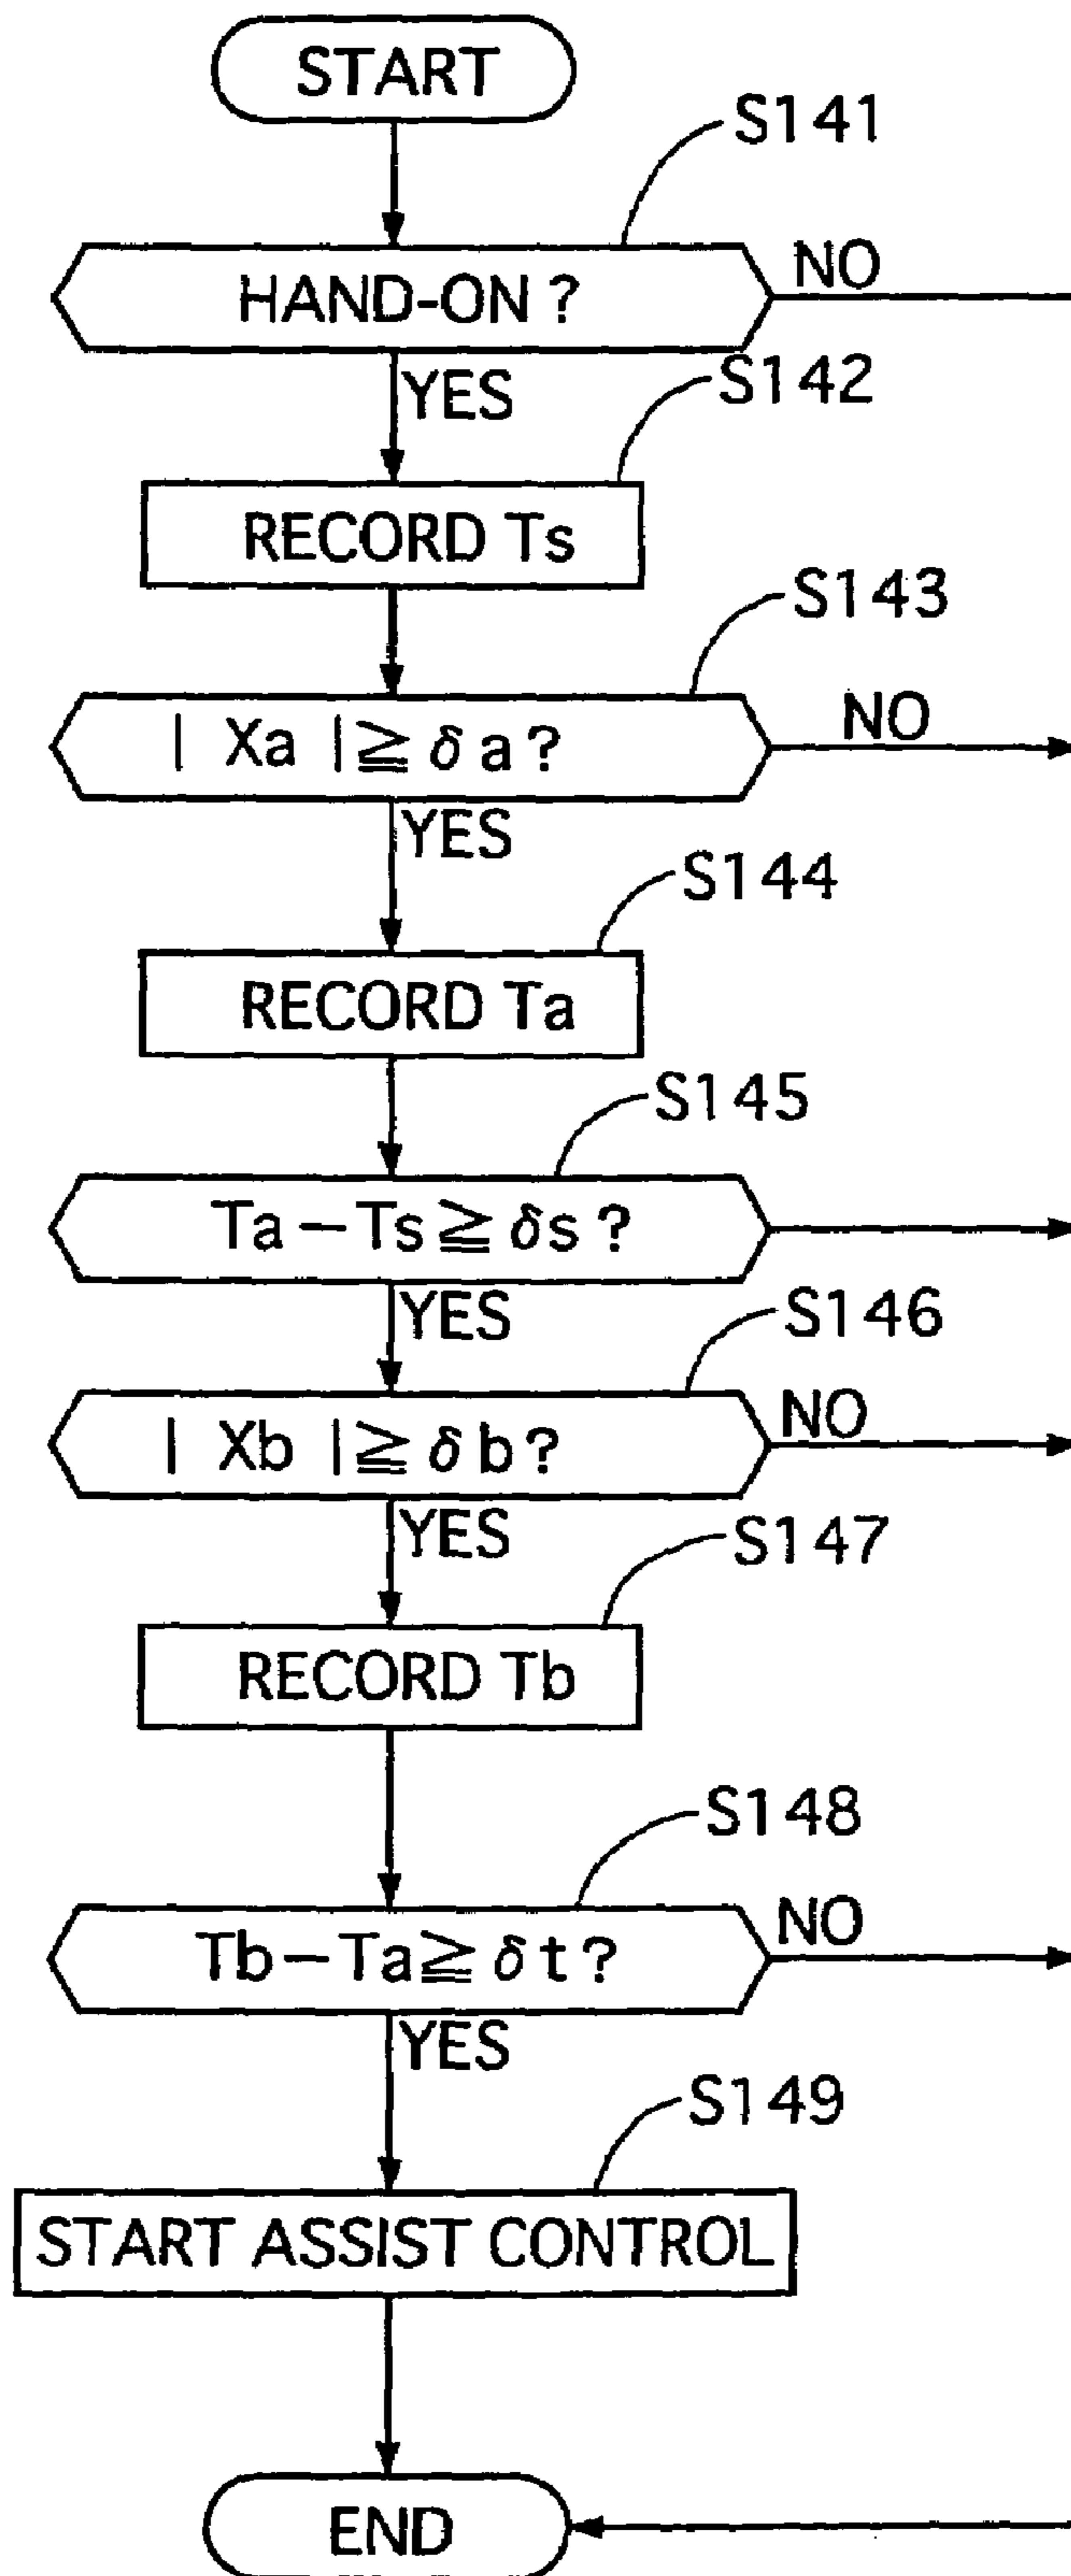 START
S141
HAND-ON ?
NO
YES
S142
RECORD Ts
S143
| Xa | ≧ δa ?
NO
YES
S144
RECORD Ta
S145
Ta − Ts ≧ δs ?
YES
S146
| Xb | ≧ δb ?
NO
YES
S147
RECORD Tb
S148
Tb − Ta ≧ δt ?
NO
YES
S149
START ASSIST CONTROL
END